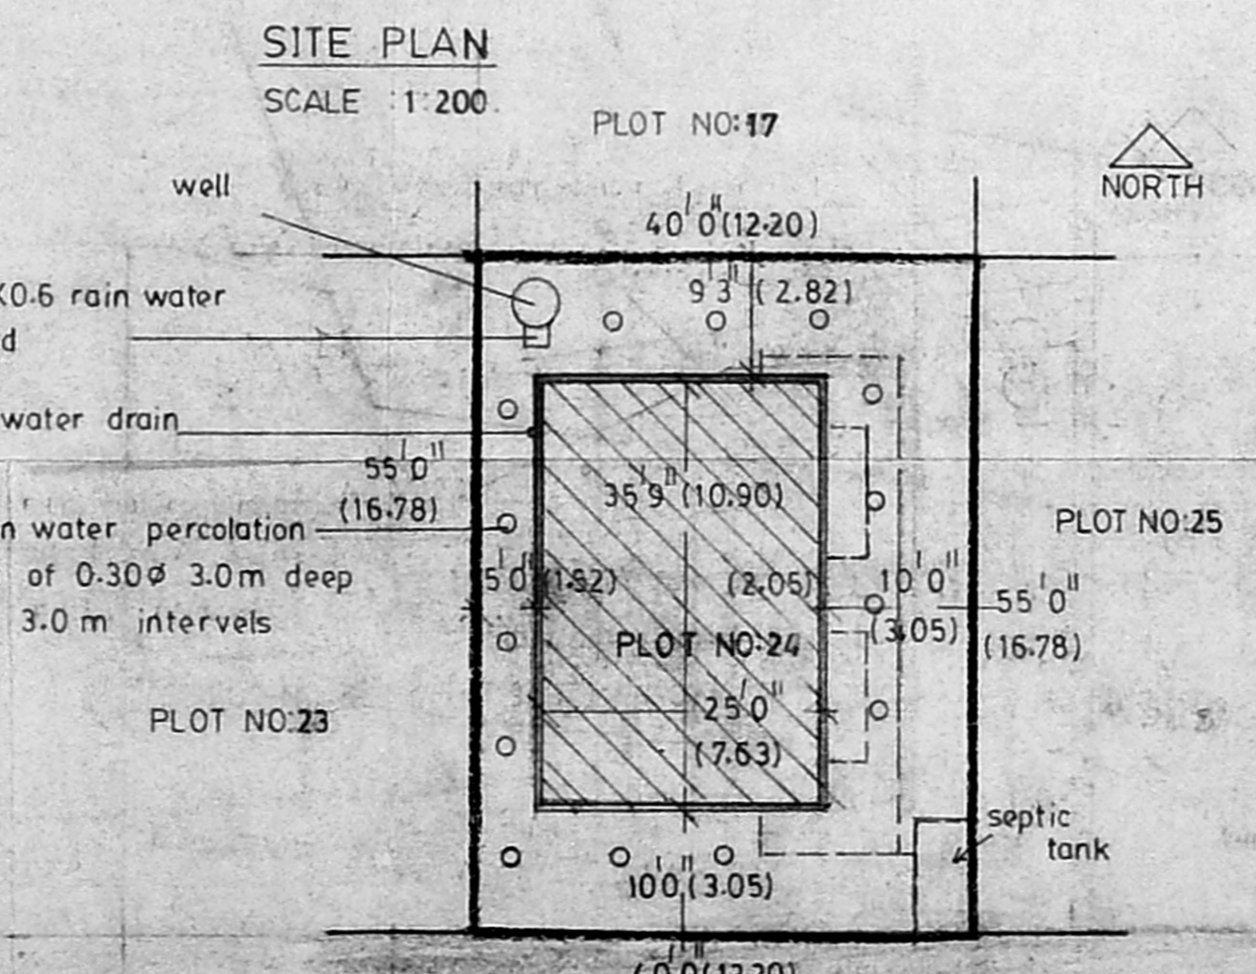 SITE PLAN
SCALE :1:200.
PLOT NO:17
NORTH
well
40'0"(12.20)
9'3" (2.82)
X0.6 rain water
d
water drain
55'0"
(16.78)
35'9"(10.90)
n water percolation
of 0.30ø 3.0m deep
3.0 m intervels
5'0"(1.52)
(2.05)
10'0"
(3.05)
55'0"
(16.78)
PLOT NO:25
PLOT NO:24
PLOT NO:23
25'0"
(7.63)
septic
tank
10'0"(3.05)